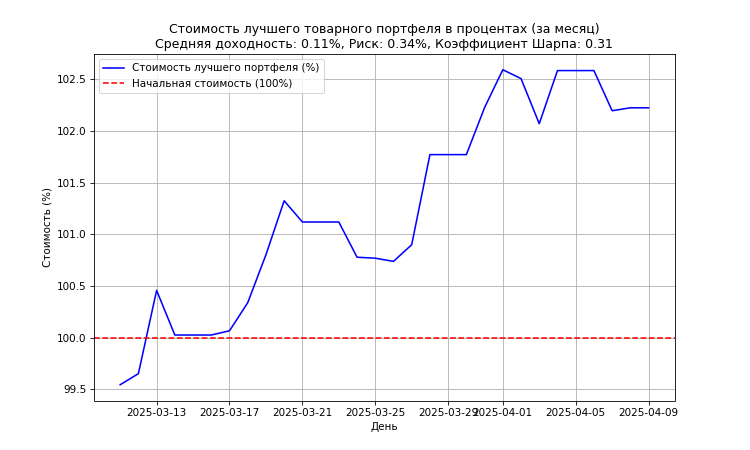 Стоимость лучшего товарного портфеля в процентах (за месяц)
Средняя доходность: 0.11%, Риск: 0.34%, Коэффициент Шарпа: 0.31
Стоимость лучшего портфеля (%)
Начальная стоимость (100%)
Стоимость (%)
102.5
102.0
101.5
101.0
100.5
100.0
99.5
2025-03-13 2025-03-17 2025-03-21 2025-03-25 2025-03-29 2025-04-01 2025-04-05 2025-04-09
День